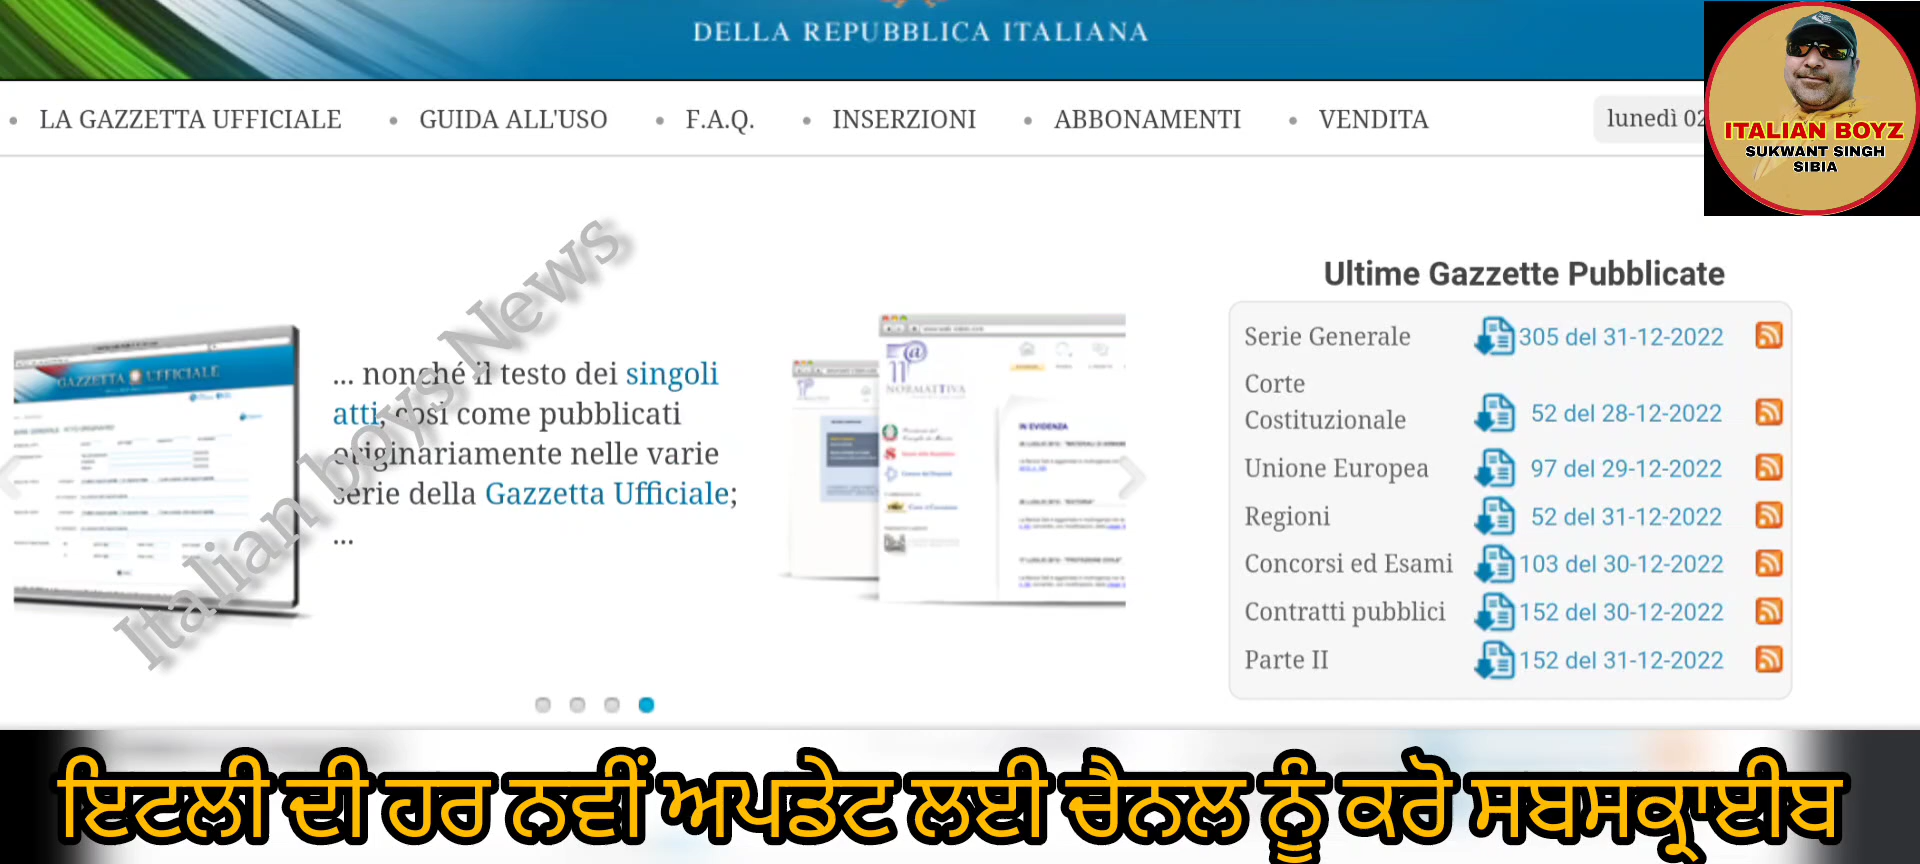 DELLA REPUBBLICA ITALIANA
LA GAZZETTA UFFICIALE
GUIDA ALL'USO
F.A.Q.
INSERZIONI
ABBONAMENTI
VENDITA
lunedì 02
ITALIAN BOYZ
SUKWANT SINGH
SIBIA
Italian boys News
GAZZETTA UFFICIALE
... nonché il testo dei singoli
atti, così come pubblicati
originariamente nelle varie
serie della Gazzetta Ufficiale;
...
NORMATTIVA
IN EVIDENZA
Ultime Gazzette Pubblicate
Serie Generale 305 del 31-12-2022
Corte
Costituzionale 52 del 28-12-2022
Unione Europea 97 del 29-12-2022
Regioni 52 del 31-12-2022
Concorsi ed Esami 103 del 30-12-2022
Contratti pubblici 152 del 30-12-2022
Parte II 152 del 31-12-2022
ਇਟਲੀ ਦੀ ਹਰ ਨਵੀਂ ਅਪਡੇਟ ਲਈ ਚੈਨਲ ਨੂੰ ਕਰੋ ਸਬਸਕ੍ਰਾਈਬ